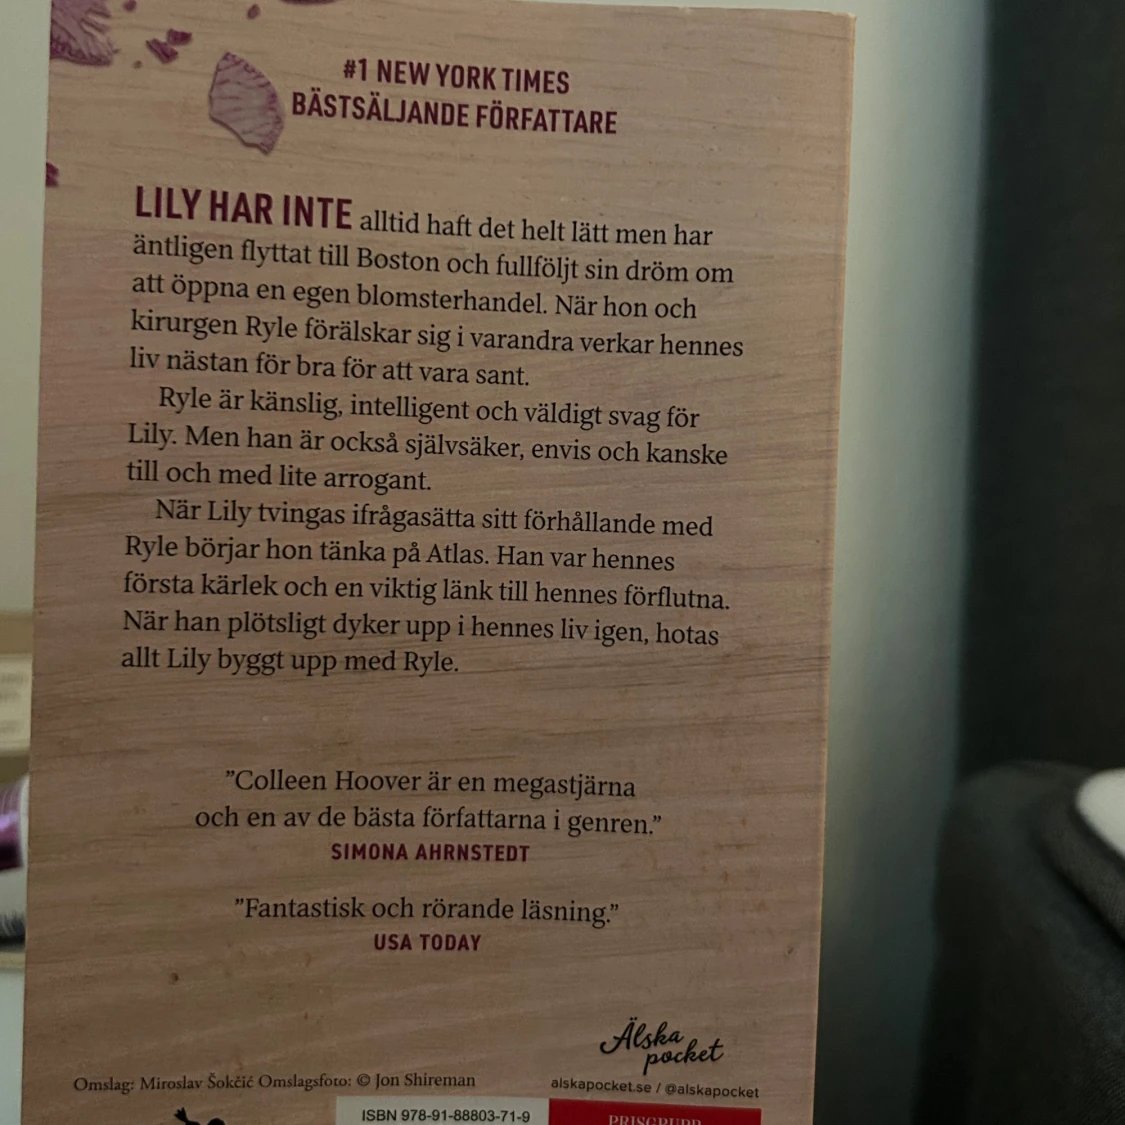 #1 NEW YORK TIMES
BÄSTSÄLJANDE FÖRFATTARE
LILY HAR INTE alltid haft det helt lätt men har
äntligen flyttat till Boston och fullföljt sin dröm om
att öppna en egen blomsterhandel. När hon och
kirurgen Ryle förälskar sig i varandra verkar hennes
liv nästan för bra för att vara sant.
Ryle är känslig, intelligent och väldigt svag för
Lily. Men han är också självsäker, envis och kanske
till och med lite arrogant.
När Lily tvingas ifrågasätta sitt förhållande med
Ryle börjar hon tänka på Atlas. Han var hennes
första kärlek och en viktig länk till hennes förflutna.
När han plötsligt dyker upp i hennes liv igen, hotas
allt Lily byggt upp med Ryle.
”Colleen Hoover är en megastjärna
och en av de bästa författarna i genren.”
SIMONA AHRNSTEDT
”Fantastisk och rörande läsning.”
USA TODAY
Älska
pocket
alskapocket.se / @alskapocket
Omslag: Miroslav Šokčić Omslagsfoto: © Jon Shireman
ISBN 978-91-88803-71-9
PRISGRUPP